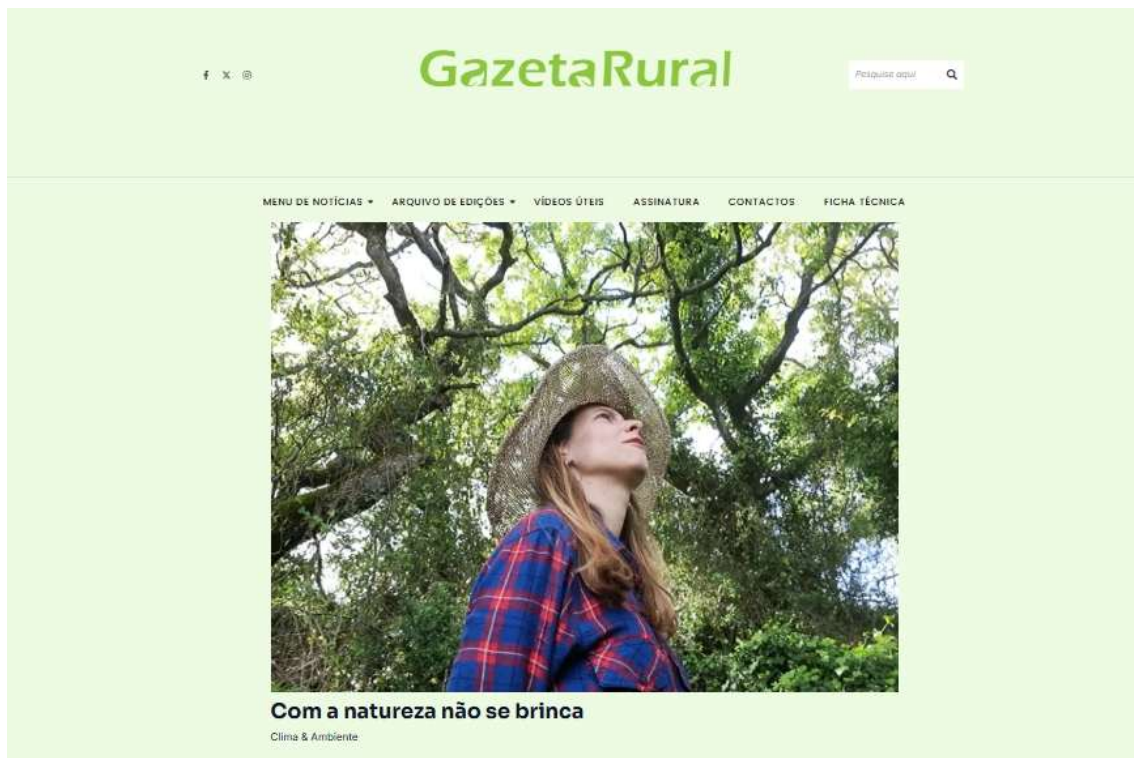 GazetaRural
Pesquise aqui
MENU DE NOTÍCIAS ARQUIVO DE EDIÇÕES VÍDEOS ÚTEIS ASSINATURA CONTACTOS FICHA TÉCNICA
Com a natureza não se brinca
Clima & Ambiente